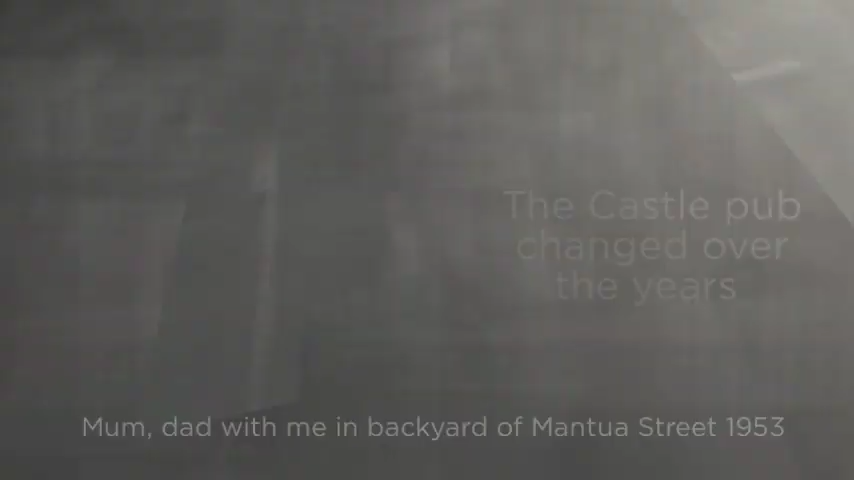 The Castle pub
changed over
the years
Mum, dad with me in backyard of Mantua Street 1953